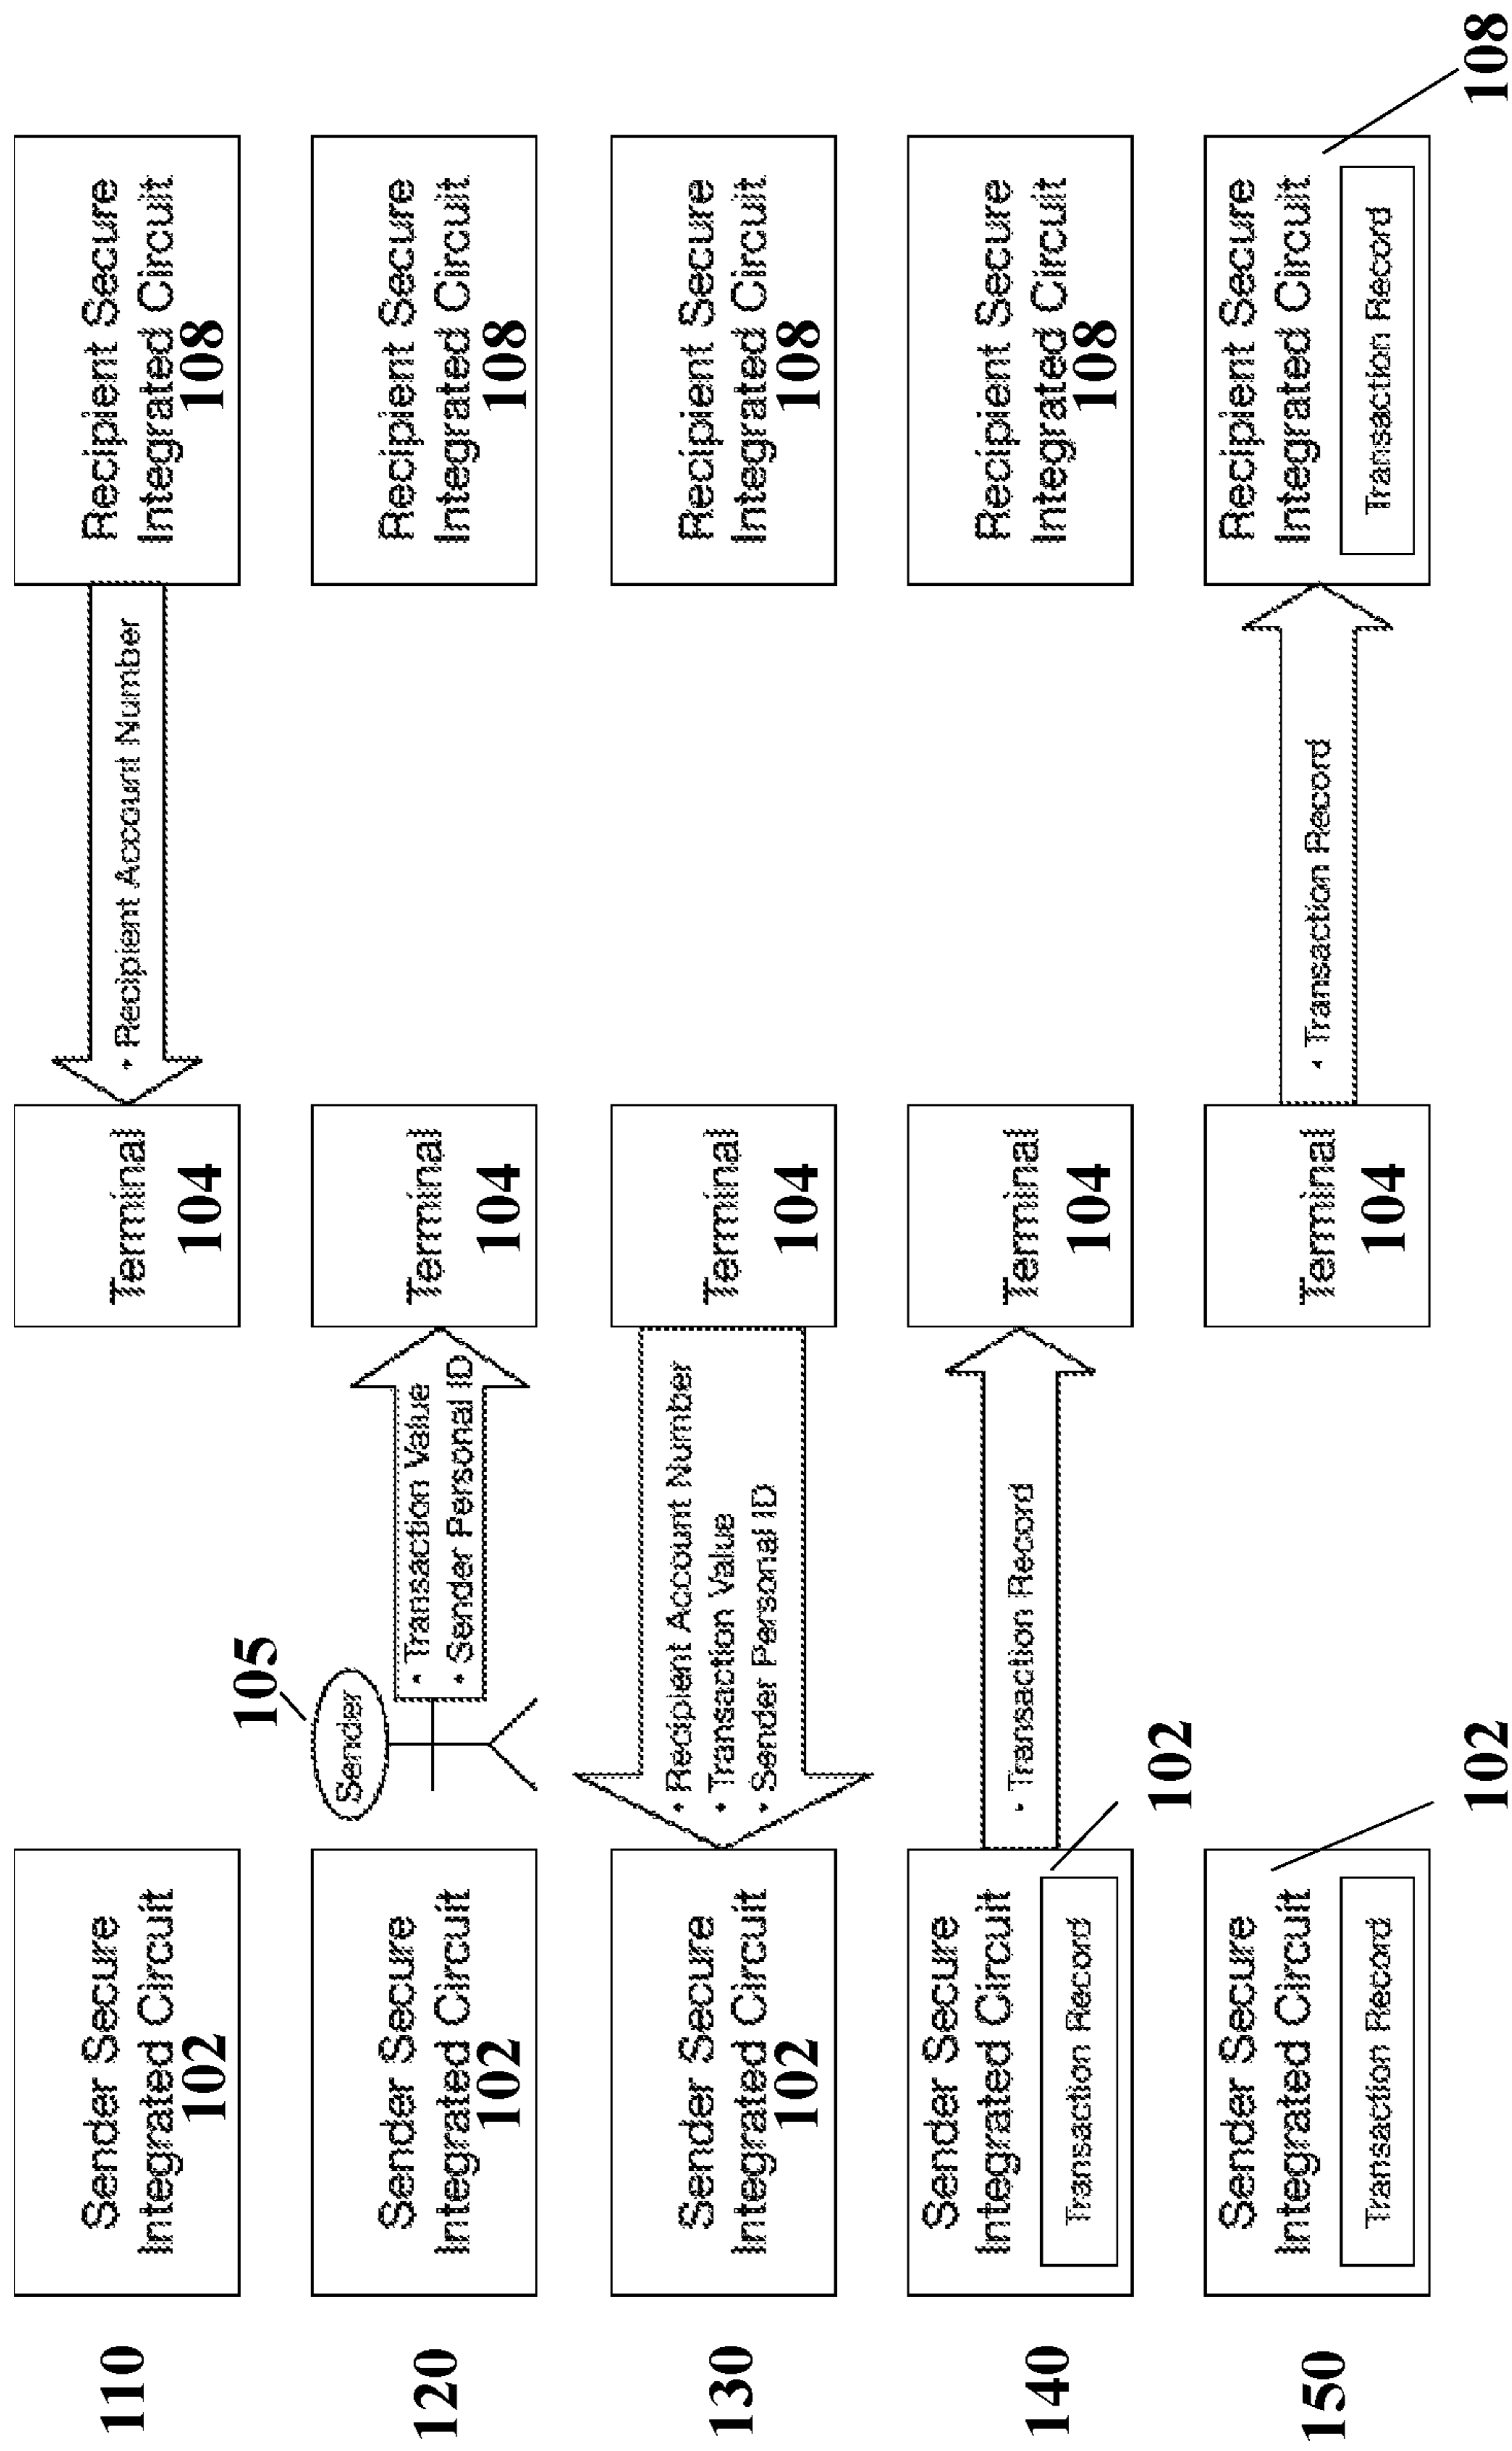 110
Sender Secure
Integrated Circuit
102
Terminal
104
• Recipient Account Number
Recipient Secure
Integrated Circuit
108
120
Sender Secure
Integrated Circuit
102
105
Sender
• Transaction Value
• Sender Personal ID
Terminal
104
Recipient Secure
Integrated Circuit
108
130
Sender Secure
Integrated Circuit
102
• Recipient Account Number
• Transaction Value
• Sender Personal ID
Terminal
104
Recipient Secure
Integrated Circuit
108
140
Sender Secure
Integrated Circuit
Transaction Record
102
• Transaction Record
Terminal
104
Recipient Secure
Integrated Circuit
108
150
Sender Secure
Integrated Circuit
Transaction Record
102
Terminal
104
• Transaction Record
Recipient Secure
Integrated Circuit
Transaction Record
108